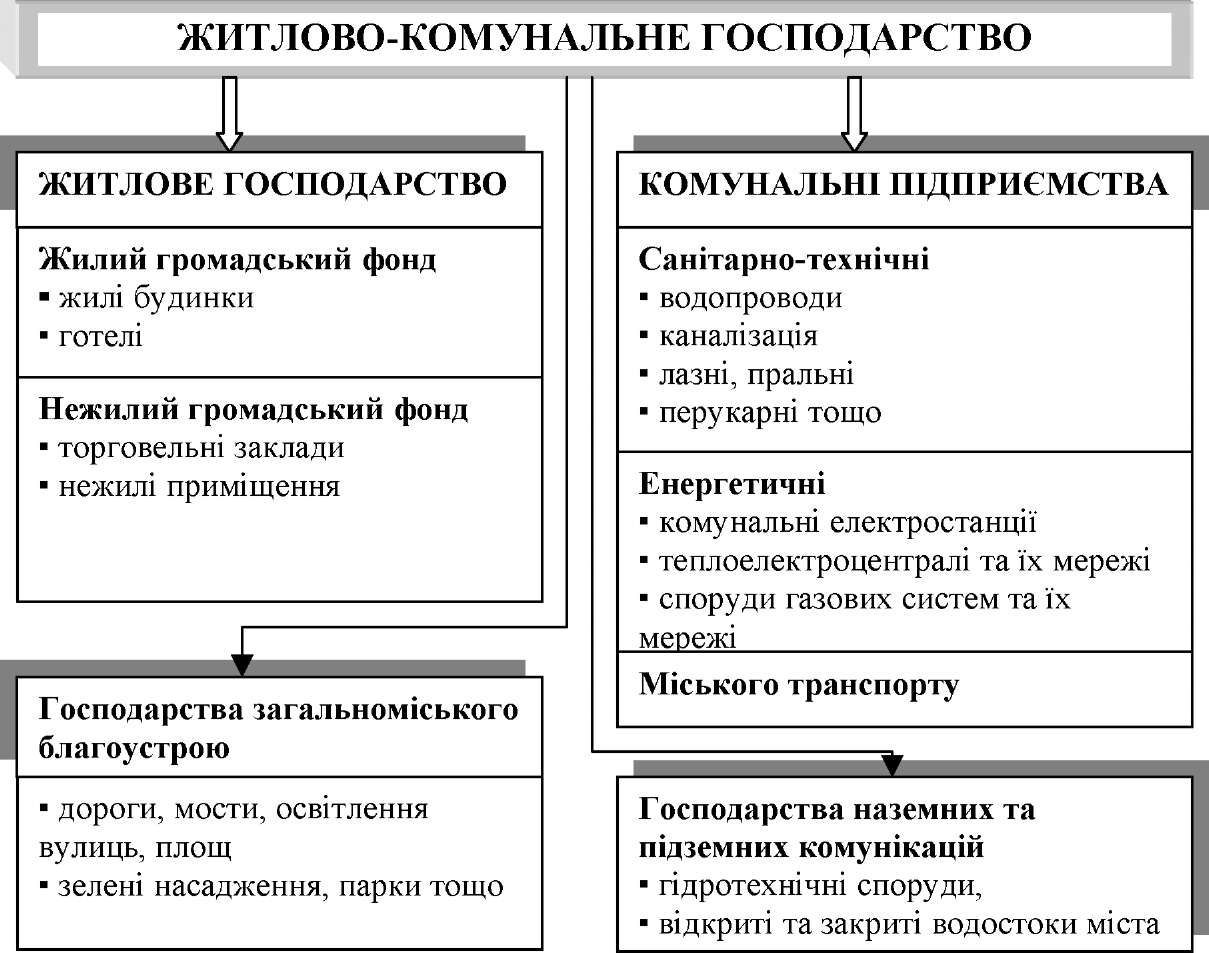 ЖИТЛОВО-КОМУНАЛЬНЕ ГОСПОДАРСТВО
ЖИТЛОВЕ ГОСПОДАРСТВО
Жилий громадський фонд
▪ жилі будинки
▪ готелі
Нежилий громадський фонд
▪ торговельні заклади
▪ нежилі приміщення
КОМУНАЛЬНІ ПІДПРИЄМСТВА
Санітарно-технічні
▪ водопроводи
▪ каналізація
▪ лазні, пральні
▪ перукарні тощо
Енергетичні
▪ комунальні електростанції
▪ теплоелектроцентралі та їх мережі
▪ споруди газових систем та їх
мережі
Міського транспорту
Господарства загальноміського
благоустрою
▪ дороги, мости, освітлення
вулиць, площ
▪ зелені насадження, парки тощо
Господарства наземних та
підземних комунікацій
▪ гідротехнічні споруди,
▪ відкриті та закриті водостоки міста